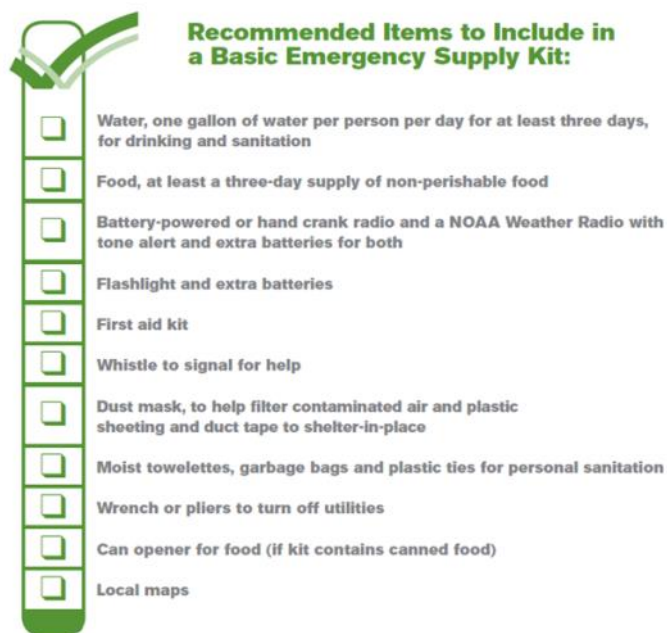 Recommended Items to Include in
a Basic Emergency Supply Kit:
Water, one gallon of water per person per day for at least three days,
for drinking and sanitation
Food, at least a three-day supply of non-perishable food
Battery-powered or hand crank radio and a NOAA Weather Radio with
tone alert and extra batteries for both
Flashlight and extra batteries
First aid kit
Whistle to signal for help
Dust mask, to help filter contaminated air and plastic
sheeting and duct tape to shelter-in-place
Moist towelettes, garbage bags and plastic ties for personal sanitation
Wrench or pliers to turn off utilities
Can opener for food (if kit contains canned food)
Local maps